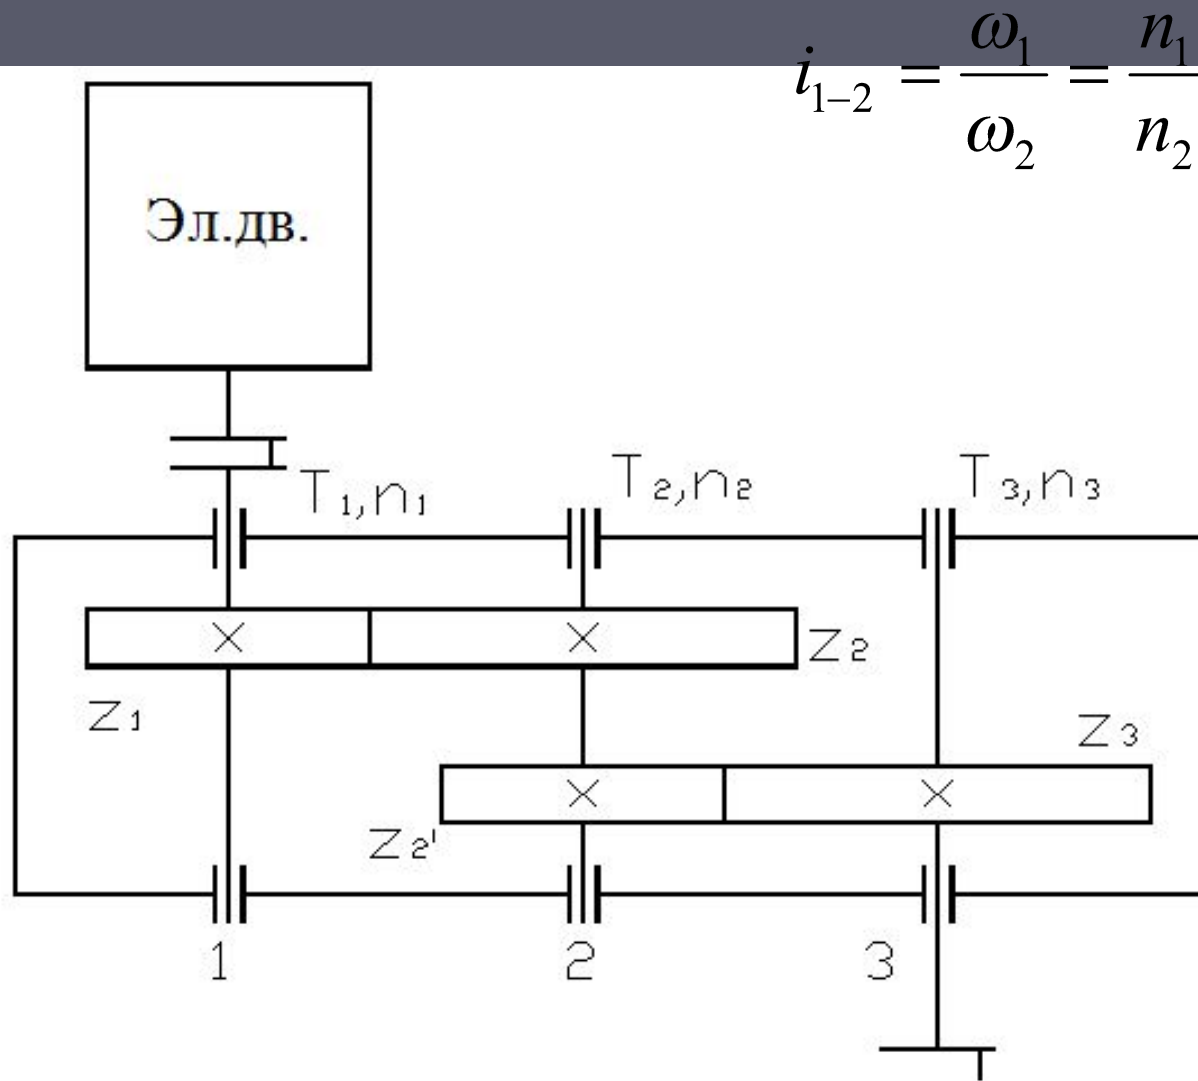 i₁₋₂ = ω₁/ω₂ = n₁/n₂
Эл.дв.
T₁,n₁ T₂,n₂ T₃,n₃
Z₂
Z₁
Z₃
Z₂'
1 2 3